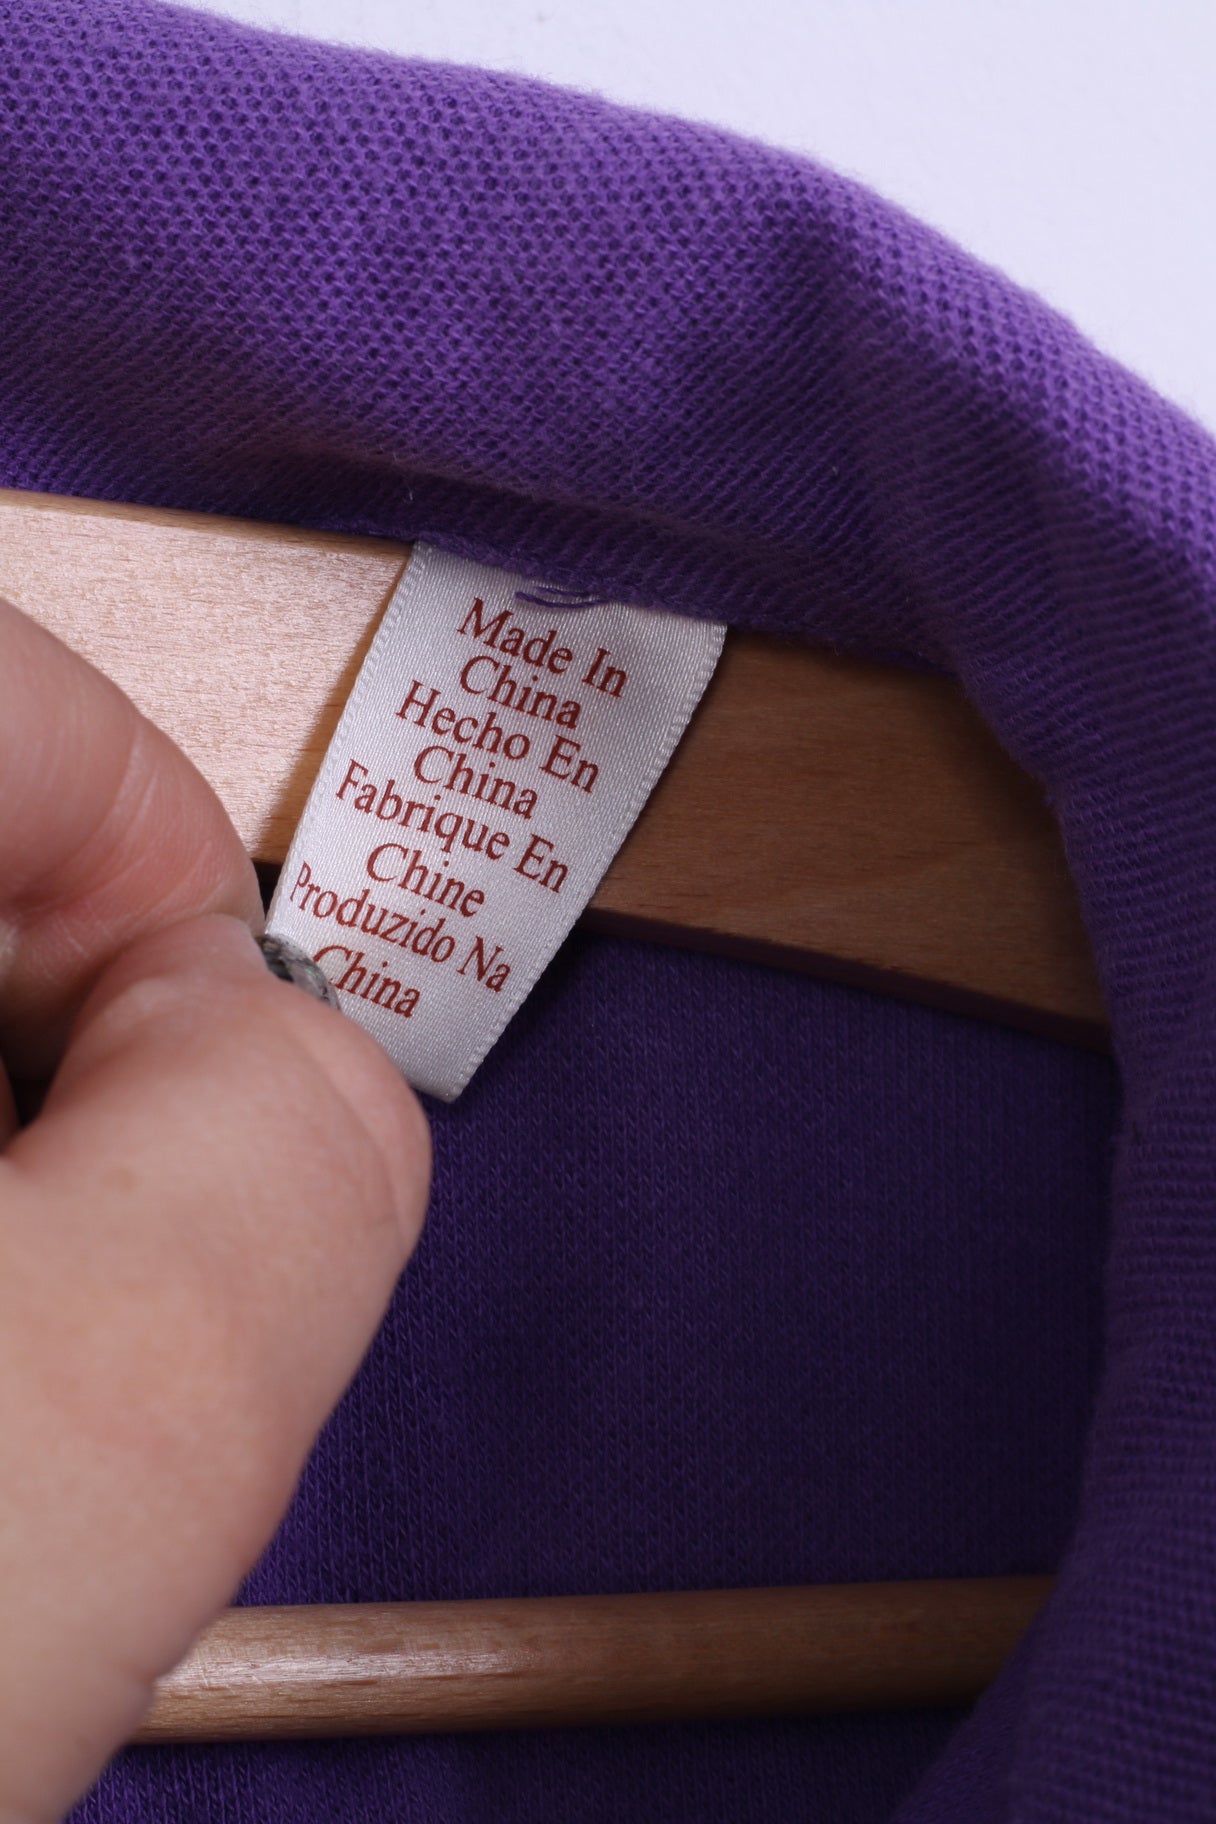 Made In
China
Hecho En
China
Fabrique En
Chine
Produzido Na
China